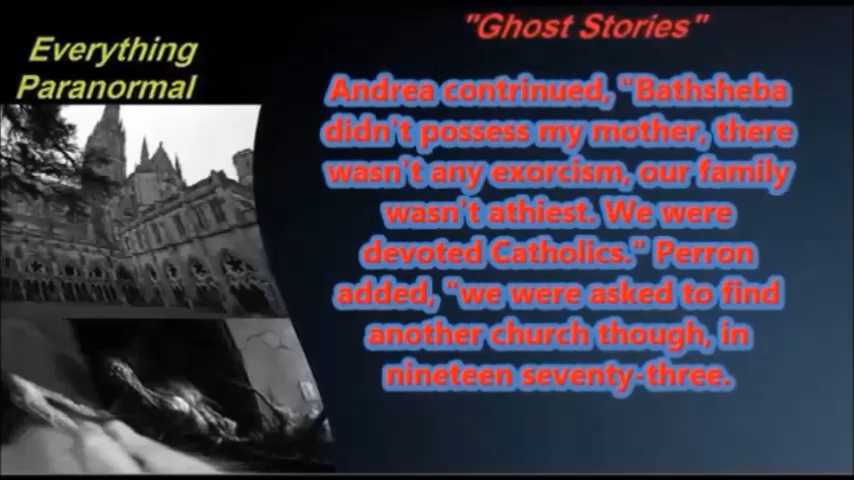 "Ghost Stories"
Everything
Paranormal
Andrea contrinued, "Bathsheba
didn't possess my mother, there
wasn't any exorcism, our family
wasn't athiest. We were
devoted Catholics." Perron
added, "we were asked to find
another church though, in
nineteen seventy-three.